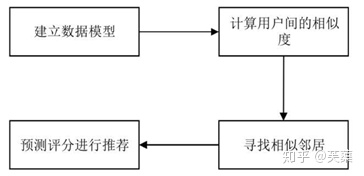 建立数据模型
计算用户间的相似
度
预测评分进行推荐
寻找相似邻居
知乎